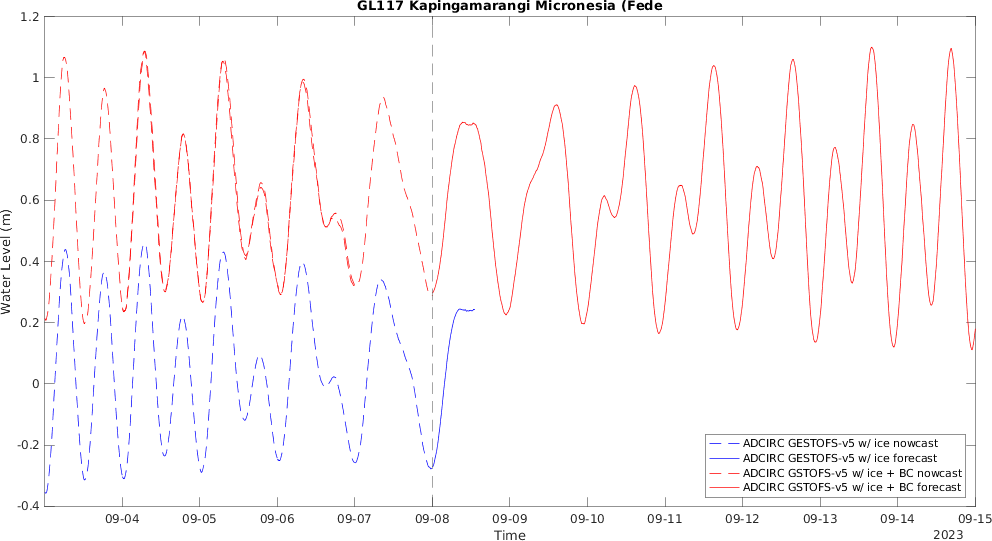 GL117 Kapingamarangi Micronesia (Fede
Water Level (m)
1.2
1
0.8
0.6
0.4
0.2
0
-0.2
-0.4
09-04 09-05 09-06 09-07 09-08 09-09 09-10 09-11 09-12 09-13 09-14 09-15
Time
2023
ADCIRC GESTOFS-v5 w/ ice nowcast
ADCIRC GESTOFS-v5 w/ ice forecast
ADCIRC GSTOFS-v5 w/ ice + BC nowcast
ADCIRC GSTOFS-v5 w/ ice + BC forecast